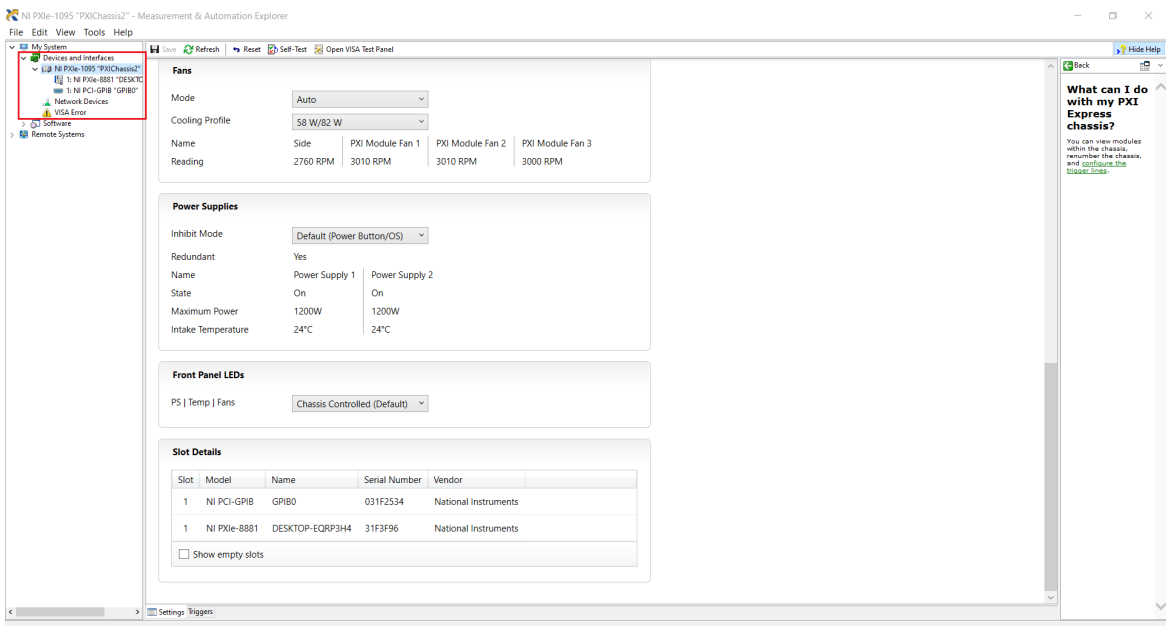 NI PXIe-1095 "PXIChassis2" - Measurement & Automation Explorer
File Edit View Tools Help
My System
Devices and Interfaces
NI PXIe-1095 "PXIChassis2"
1: NI PXIe-8881 "DESKTO
1: NI PCI-GPIB "GPIB0"
Network Devices
VISA Error
Software
Remote Systems
Save Refresh Reset Self-Test Open VISA Test Panel
Hide Help
Fans
Mode Auto
Cooling Profile 58 W/82 W
Name Side PXI Module Fan 1 PXI Module Fan 2 PXI Module Fan 3
Reading 2760 RPM 3010 RPM 3010 RPM 3000 RPM
Power Supplies
Inhibit Mode Default (Power Button/OS)
Redundant Yes
Name Power Supply 1 Power Supply 2
State On On
Maximum Power 1200W 1200W
Intake Temperature 24°C 24°C
Front Panel LEDs
PS | Temp | Fans Chassis Controlled (Default)
Slot Details
Slot Model Name Serial Number Vendor
1 NI PCI-GPIB GPIB0 031F2534 National Instruments
1 NI PXIe-8881 DESKTOP-EQRP3H4 31F3F96 National Instruments
Show empty slots
Settings Triggers
Back
What can I do
with my PXI
Express
chassis?
You can view modules
within the chassis,
renumber the chassis,
and configure the
trigger lines.